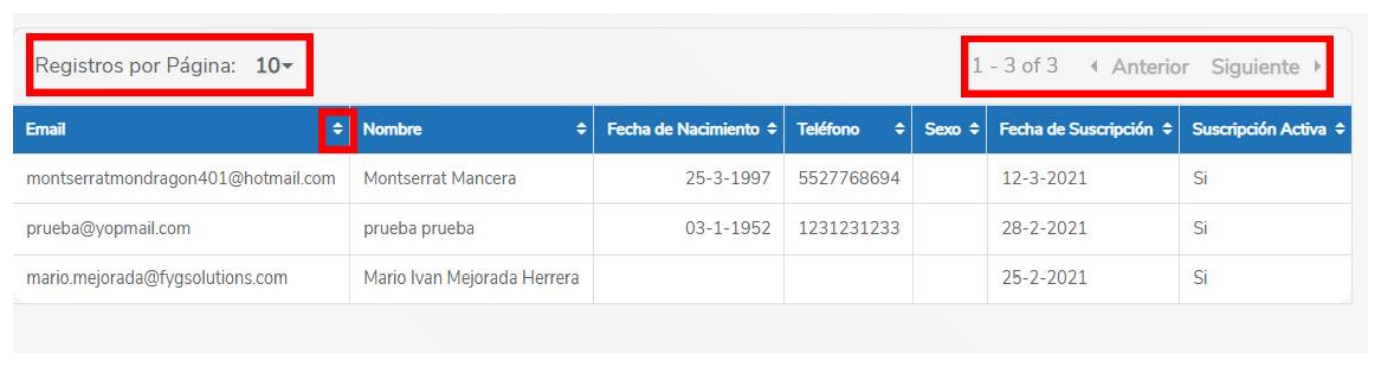 Registros por Página: 10
1 - 3 of 3 Anterior Siguiente
Email Nombre Fecha de Nacimiento Teléfono Sexo Fecha de Suscripción Suscripción Activa
montserratmondragon401@hotmail.com Montserrat Mancera 25-3-1997 5527768694 12-3-2021 Si
prueba@yopmail.com prueba prueba 03-1-1952 1231231233 28-2-2021 Si
mario.mejorada@fygsolutions.com Mario Ivan Mejorada Herrera 25-2-2021 Si